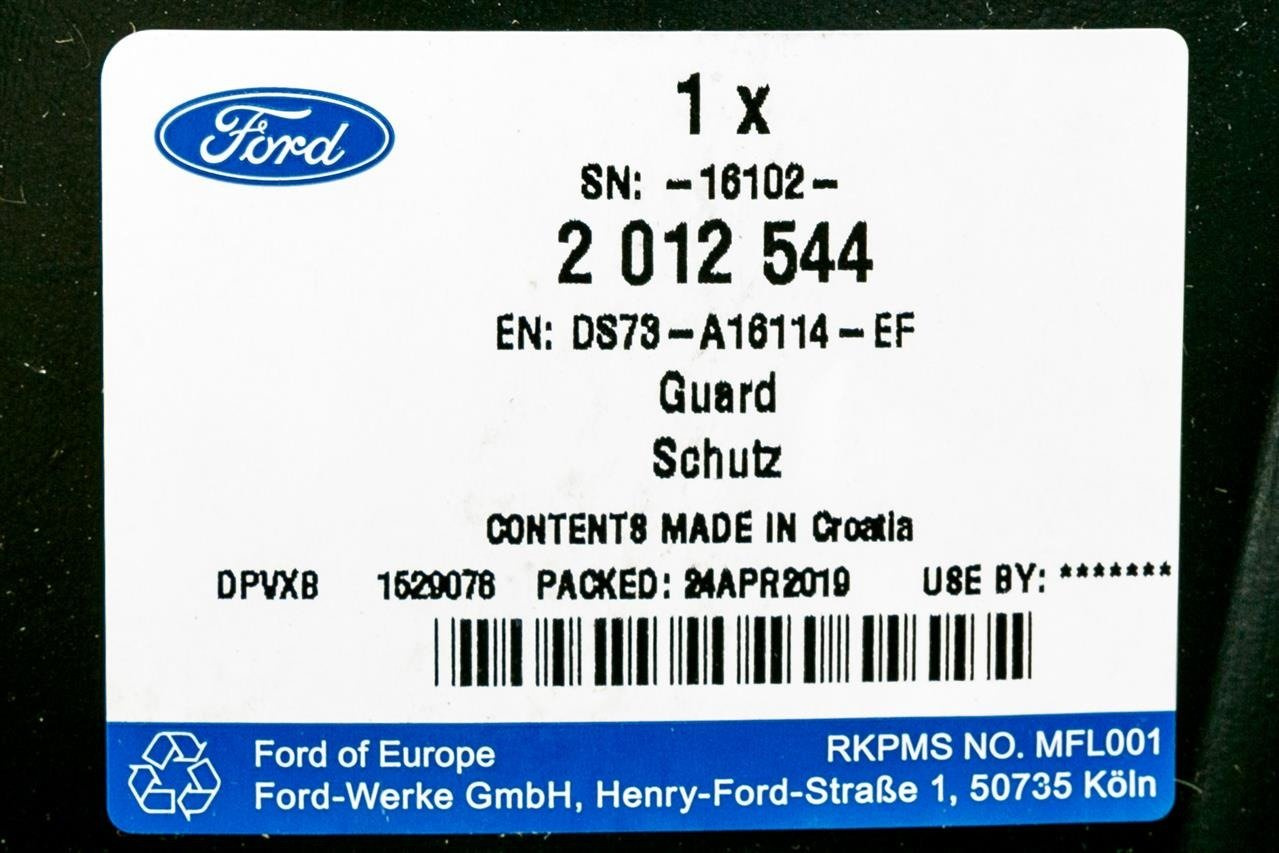 Ford
1 x
SN: -16102-
2 012 544
EN: DS73-A16114-EF
Guard
Schutz
CONTENTS MADE IN Croatia
DPVXB 1529076 PACKED: 24APR2019 USE BY: *******
Ford of Europe RKPMS NO. MFL001
Ford-Werke GmbH, Henry-Ford-Straße 1, 50735 Köln